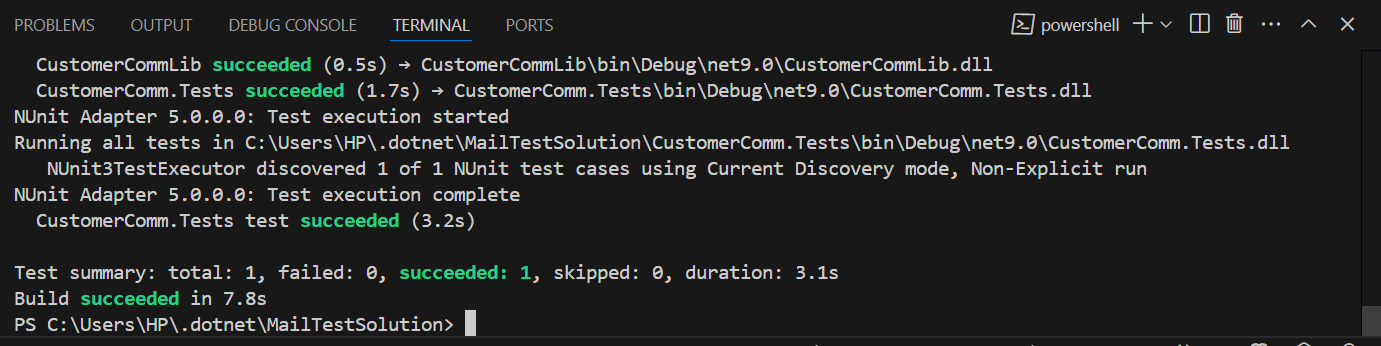 PROBLEMS OUTPUT DEBUG CONSOLE TERMINAL PORTS powershell
CustomerCommLib succeeded (0.5s) → CustomerCommLib\bin\Debug\net9.0\CustomerCommLib.dll
CustomerComm.Tests succeeded (1.7s) → CustomerComm.Tests\bin\Debug\net9.0\CustomerComm.Tests.dll
NUnit Adapter 5.0.0.0: Test execution started
Running all tests in C:\Users\HP\.dotnet\MailTestSolution\CustomerComm.Tests\bin\Debug\net9.0\CustomerComm.Tests.dll
NUnit3TestExecutor discovered 1 of 1 NUnit test cases using Current Discovery mode, Non-Explicit run
NUnit Adapter 5.0.0.0: Test execution complete
CustomerComm.Tests test succeeded (3.2s)
Test summary: total: 1, failed: 0, succeeded: 1, skipped: 0, duration: 3.1s
Build succeeded in 7.8s
PS C:\Users\HP\.dotnet\MailTestSolution>